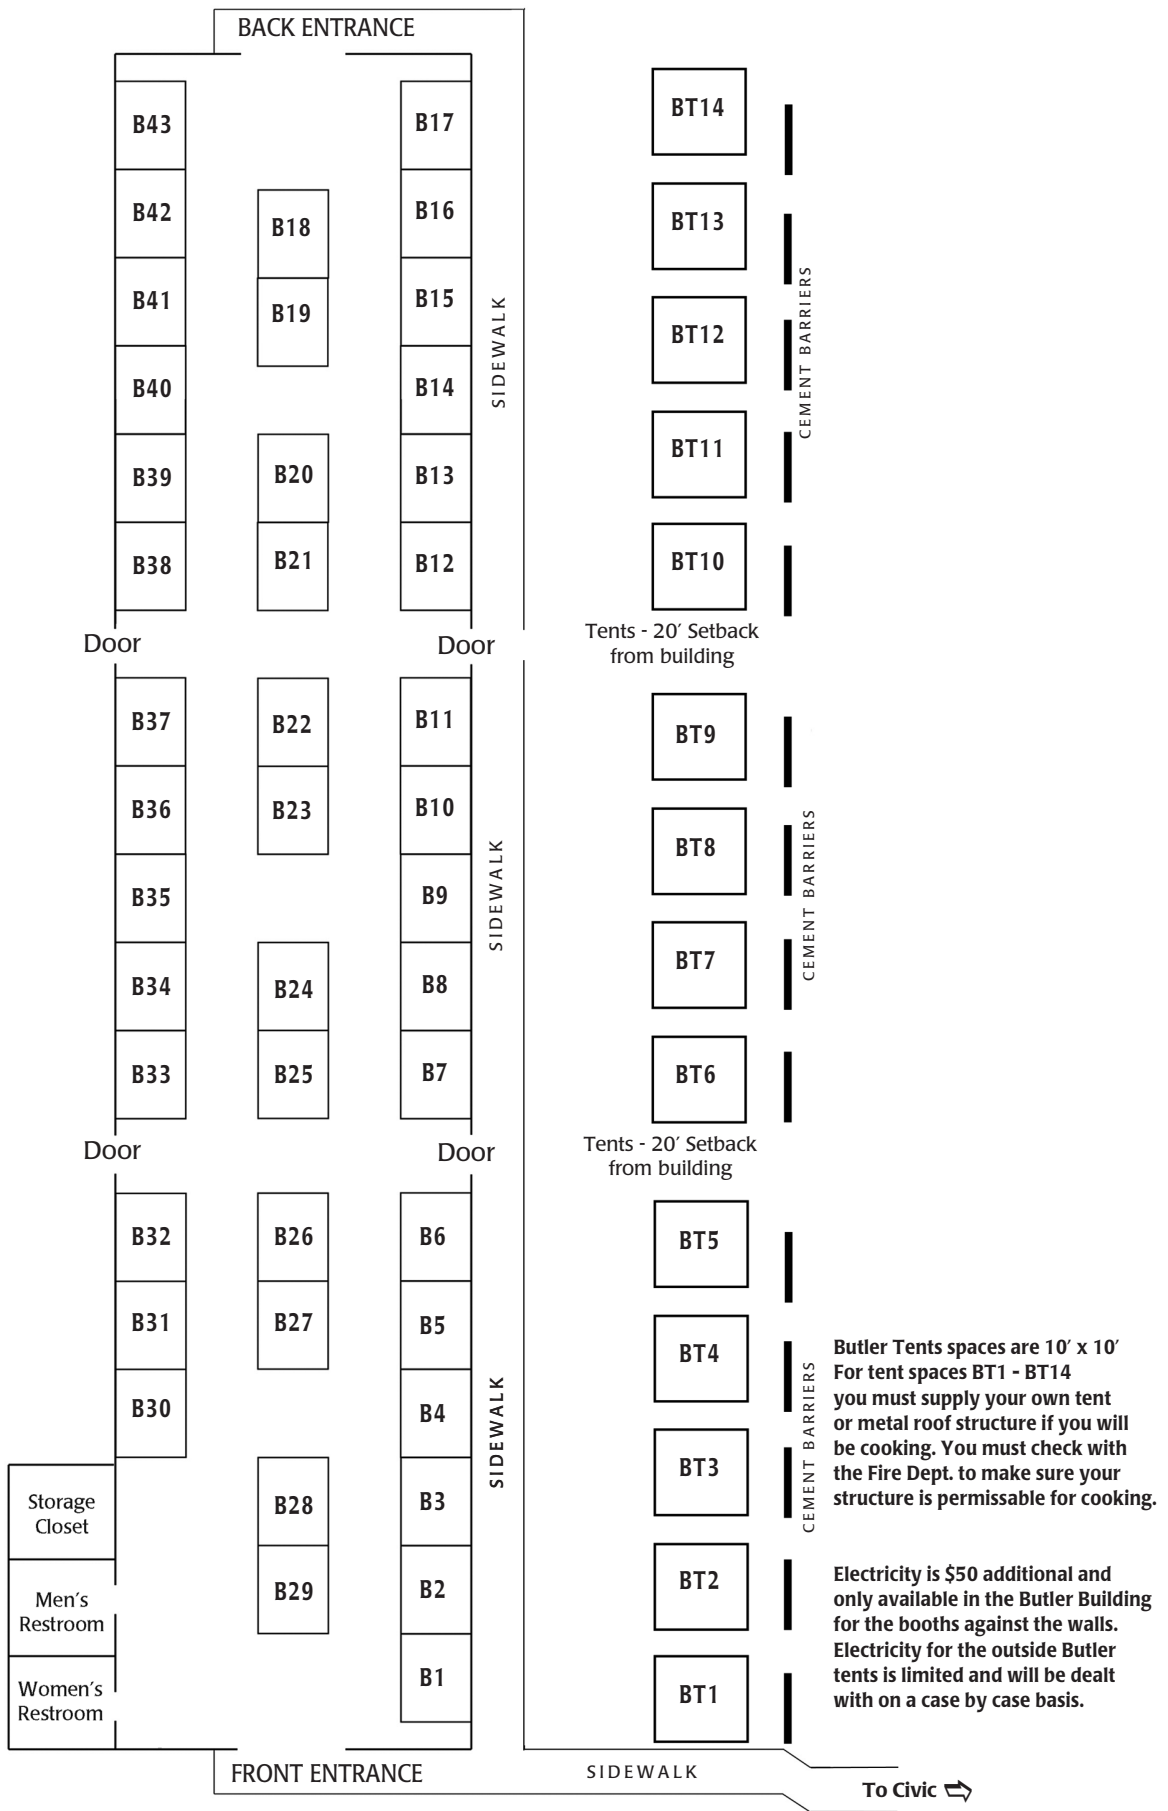 BACK ENTRANCE
B43
B42
B41
B40
B39
B38
B18
B19
B20
B21
B17
B16
B15
B14
B13
B12
SIDEWALK
BT14
BT13
BT12
BT11
BT10
CEMENT BARRIERS
Door
Door
Tents - 20′ Setback
from building
B37
B36
B35
B34
B33
B22
B23
B24
B25
B11
B10
B9
B8
B7
SIDEWALK
BT9
BT8
BT7
BT6
CEMENT BARRIERS
Door
Door
Tents - 20′ Setback
from building
B32
B31
B30
B26
B27
B28
B29
B6
B5
B4
B3
B2
B1
SIDEWALK
BT5
BT4
BT3
BT2
BT1
CEMENT BARRIERS
Storage
Closet
Men's
Restroom
Women's
Restroom
Butler Tents spaces are 10′ x 10′
For tent spaces BT1 - BT14
you must supply your own tent
or metal roof structure if you will
be cooking. You must check with
the Fire Dept. to make sure your
structure is permissable for cooking.
Electricity is $50 additional and
only available in the Butler Building
for the booths against the walls.
Electricity for the outside Butler
tents is limited and will be dealt
with on a case by case basis.
FRONT ENTRANCE
SIDEWALK
To Civic